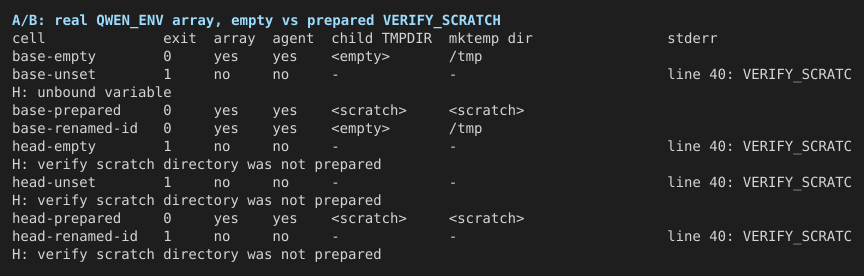 A/B: real QWEN_ENV array, empty vs prepared VERIFY_SCRATCH
cell              exit  array  agent  child TMPDIR  mktemp dir                stderr
base-empty        0     yes    yes    <empty>       /tmp
base-unset        1     no     no     -             -                         line 40: VERIFY_SCRATC
H: unbound variable
base-prepared     0     yes    yes    <scratch>     <scratch>
base-renamed-id   0     yes    yes    <empty>       /tmp
head-empty        1     no     no     -             -                         line 40: VERIFY_SCRATC
H: verify scratch directory was not prepared
head-unset        1     no     no     -             -                         line 40: VERIFY_SCRATC
H: verify scratch directory was not prepared
head-prepared     0     yes    yes    <scratch>     <scratch>
head-renamed-id   1     no     no     -             -                         line 40: VERIFY_SCRATC
H: verify scratch directory was not prepared